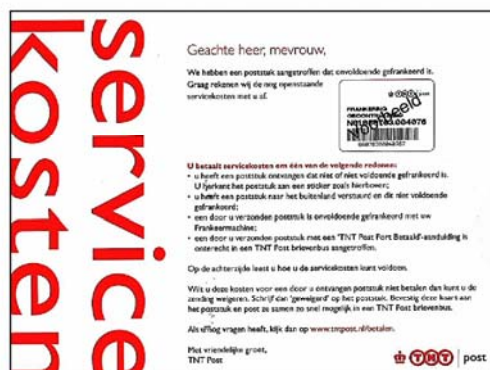 service
kosten
Geachte heer, mevrouw,
We hebben een poststuk aangetroffen dat onvoldoende gefrankeerd is.
Graag rekenen wij de nog openstaande
servicekosten met u af.
post
FRANKERING
ONGENOEGZAAM
Voorbeeld
U betaalt servicekosten om één van de volgende redenen:
• u heeft een poststuk ontvangen dat niet of niet voldoende gefrankeerd is.
U herkent het poststuk aan een sticker zoals hierboven;
• u heeft een poststuk naar het buitenland verstuurd en dit niet voldoende
gefrankeerd;
• een door u verzonden poststuk is onvoldoende gefrankeerd met uw
Frankeermachine;
• een door u verzonden poststuk met een 'TNT Post Port Betaald'-aanduiding is
onterecht in een TNT Post brievenbus aangetroffen.
Op de achterzijde leest u hoe u de servicekosten kunt voldoen.
Wilt u deze kosten voor een door u ontvangen poststuk niet betalen dan kunt u de
zending weigeren. Schrijf dan 'geweigerd' op het poststuk. Bevestig deze kaart aan
het poststuk en post ze samen zo snel mogelijk in een TNT Post brievenbus.
Als u nog vragen heeft, kijk dan op www.tntpost.nl/betalen.
Met vriendelijke groet,
TNT Post
TNT post